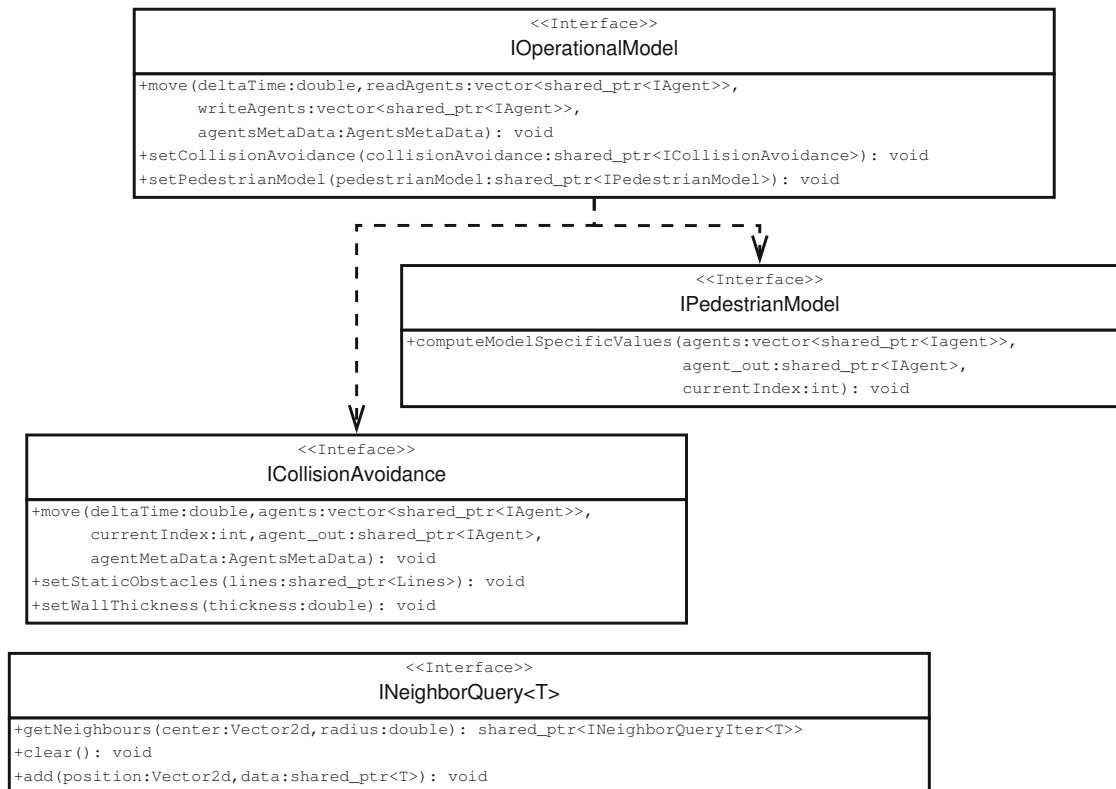 <<Interface>>
IOperationalModel
+move(deltaTime:double,readAgents:vector<shared_ptr<IAgent>>,
writeAgents:vector<shared_ptr<IAgent>>,
agentsMetaData:AgentsMetaData): void
+setCollisionAvoidance(collisionAvoidance:shared_ptr<ICollisionAvoidance>): void
+setPedestrianModel(pedestrianModel:shared_ptr<IPedestrianModel>): void
<<Interface>>
IPedestrianModel
+computeModelSpecificValues(agents:vector<shared_ptr<Iagent>>,
agent_out:shared_ptr<IAgent>,
currentIndex:int): void
<<Inteface>>
ICollisionAvoidance
+move(deltaTime:double,agents:vector<shared_ptr<IAgent>>,
currentIndex:int,agent_out:shared_ptr<IAgent>,
agentMetaData:AgentsMetaData): void
+setStaticObstacles(lines:shared_ptr<Lines>): void
+setWallThickness(thickness:double): void
<<Interface>>
INeighborQuery<T>
+getNeighbours(center:Vector2d,radius:double): shared_ptr<INeighborQueryIter<T>>
+clear(): void
+add(position:Vector2d,data:shared_ptr<T>): void